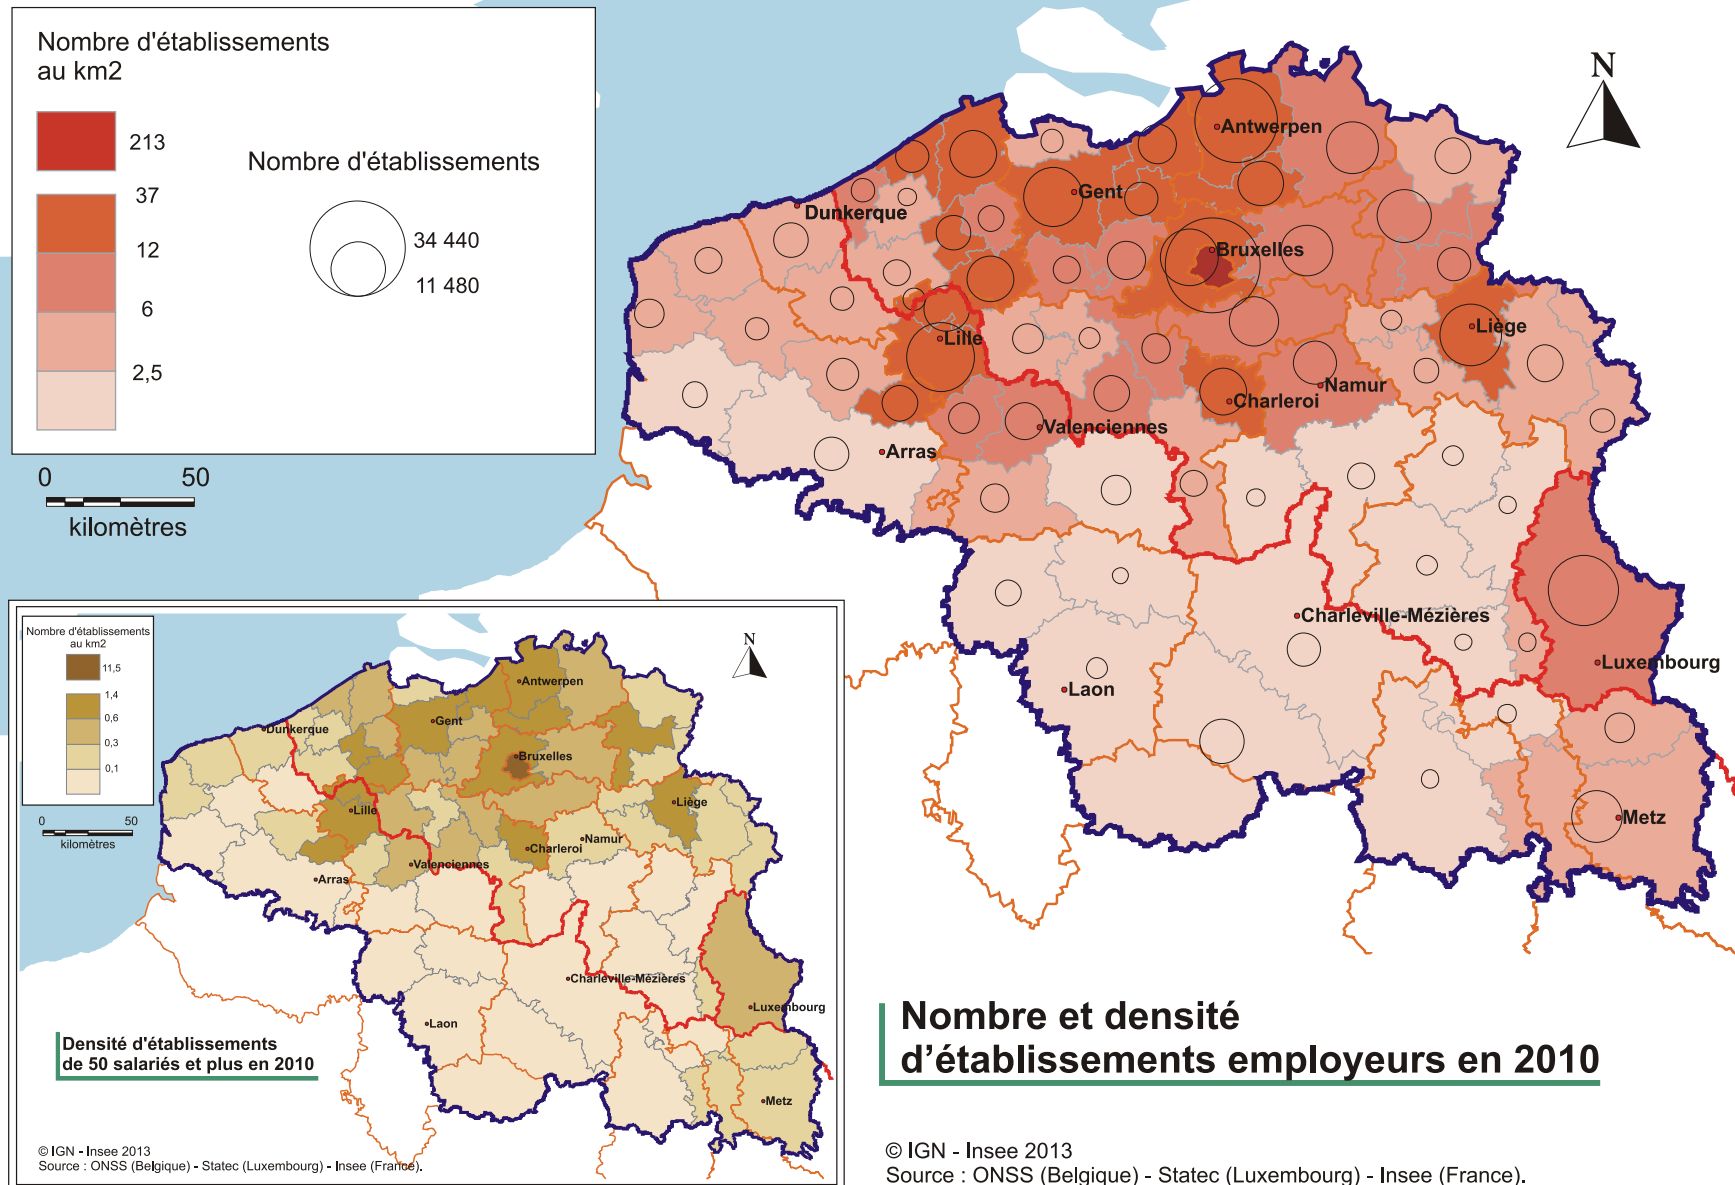 Nombre d'établissements
au km2
213
37
12
6
2,5
Nombre d'établissements
34 440
11 480
0 50
kilomètres
N
Antwerpen
Gent
Dunkerque
Bruxelles
Lille
Liège
Namur
Charleroi
Valenciennes
Arras
Charleville-Mézières
Luxembourg
Laon
Metz
Nombre d'établissements
au km2
11,5
1,4
0,6
0,3
0,1
0 50
kilomètres
N
Antwerpen
Gent
Dunkerque
Bruxelles
Lille
Liège
Namur
Charleroi
Valenciennes
Arras
Charleville-Mézières
Luxembourg
Laon
Metz
Densité d'établissements
de 50 salariés et plus en 2010
© IGN - Insee 2013
Source : ONSS (Belgique) - Statec (Luxembourg) - Insee (France).
Nombre et densité
d’établissements employeurs en 2010
© IGN - Insee 2013
Source : ONSS (Belgique) - Statec (Luxembourg) - Insee (France).